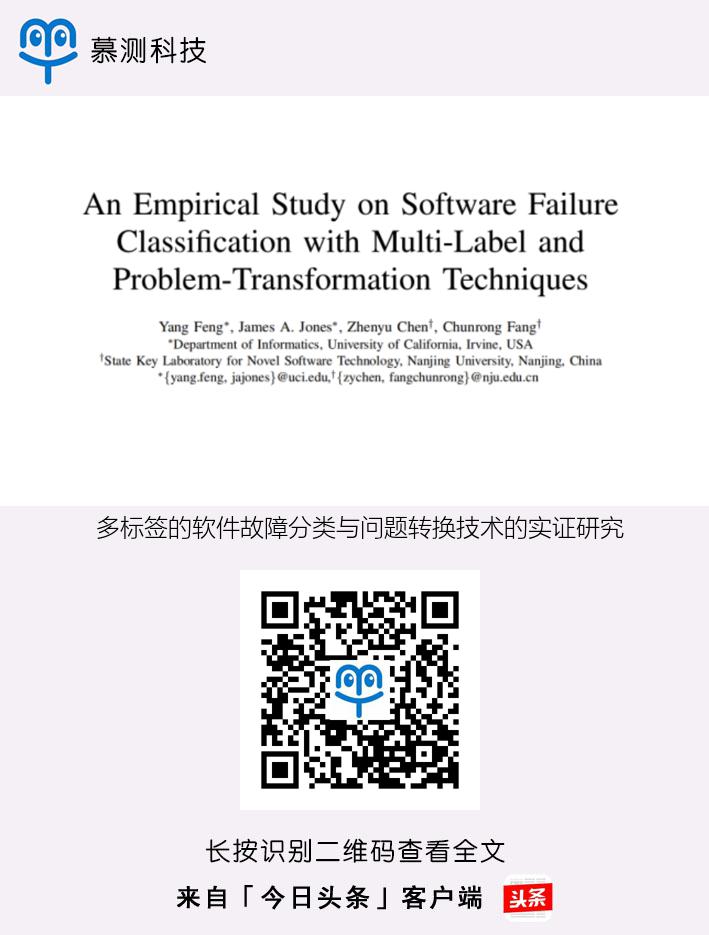 慕测科技
An Empirical Study on Software Failure
Classification with Multi-Label and
Problem-Transformation Techniques
Yang Feng*, James A. Jones*, Zhenyu Chen†, Chunrong Fang†
*Department of Informatics, University of California, Irvine, USA
†State Key Laboratory for Novel Software Technology, Nanjing University, Nanjing, China
*{yang.feng, jajones}@uci.edu,†{zychen, fangchunrong}@nju.edu.cn
多标签的软件故障分类与问题转换技术的实证研究
长按识别二维码查看全文
来自「今日头条」客户端
头条